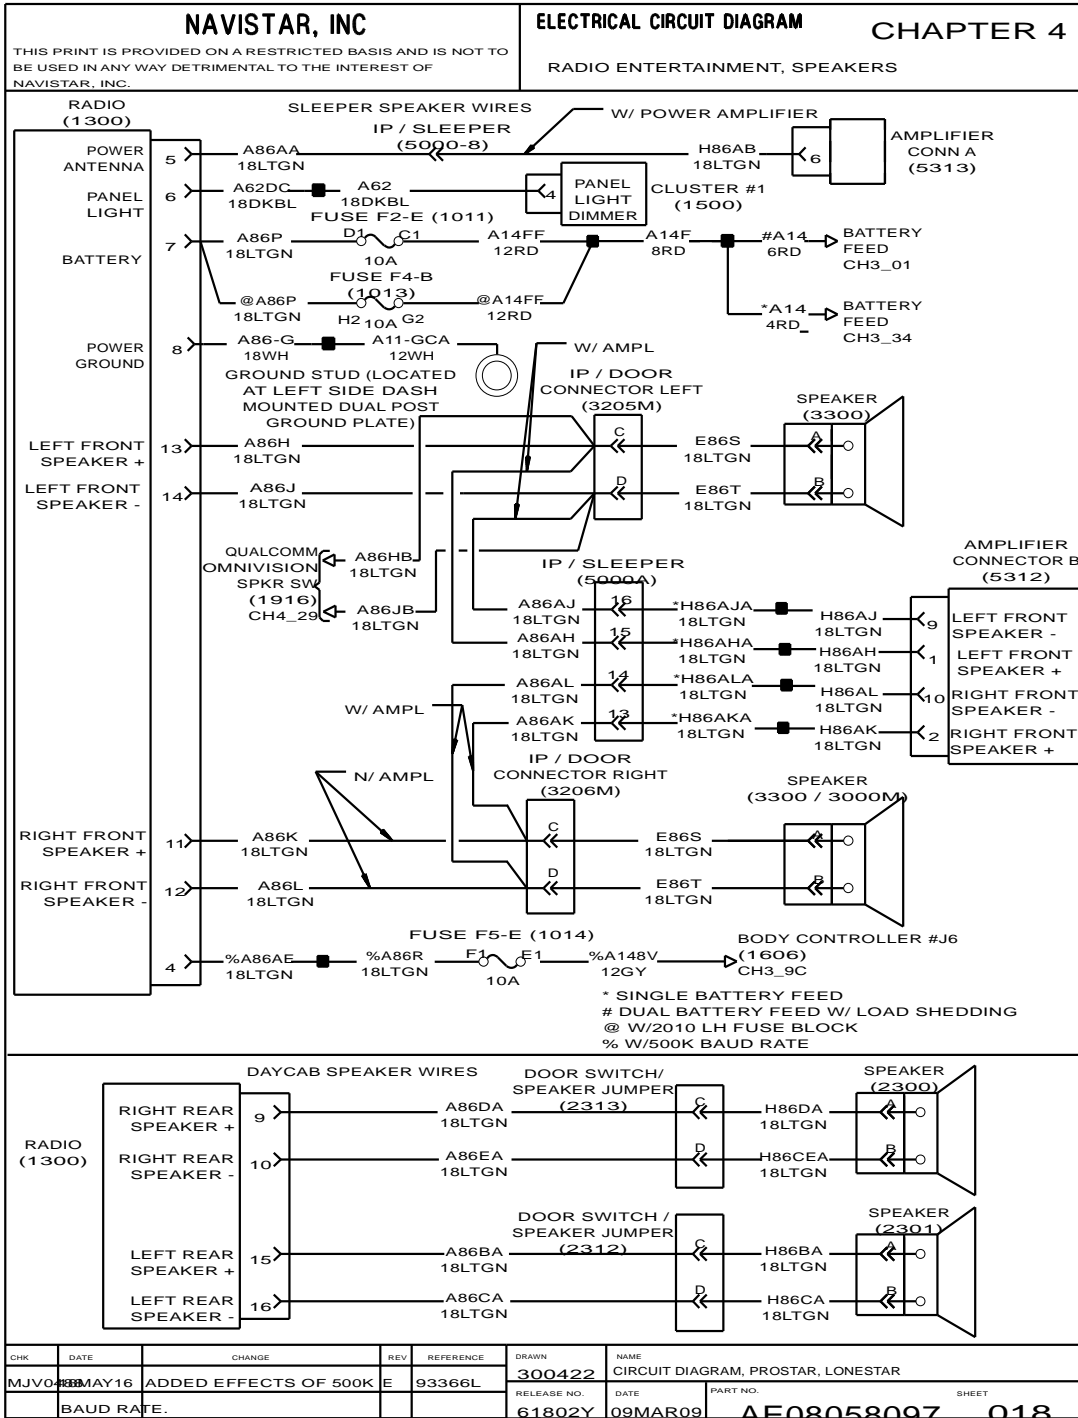 NAVISTAR, INC
THIS PRINT IS PROVIDED ON A RESTRICTED BASIS AND IS NOT TO
BE USED IN ANY WAY DETRIMENTAL TO THE INTEREST OF
NAVISTAR, INC.
ELECTRICAL CIRCUIT DIAGRAM
CHAPTER 4
RADIO ENTERTAINMENT, SPEAKERS
RADIO
(1300)
SLEEPER SPEAKER WIRES
IP / SLEEPER
(5000-8)
W/ POWER AMPLIFIER
POWER
ANTENNA
5
A86AA
18LTGN
H86AB
18LTGN
6
AMPLIFIER
CONN A
(5313)
PANEL
LIGHT
6
A62DC
18DKBL
A62
18DKBL
4
PANEL
LIGHT
DIMMER
CLUSTER #1
(1500)
FUSE F2-E (1011)
BATTERY
7
A86P
18LTGN
D1
C1
10A
A14FF
12RD
A14F
8RD
#A14
6RD
BATTERY
FEED
CH3_01
FUSE F4-B
(1013)
@A86P
18LTGN
H2
10A
G2
@A14FF
12RD
*A14
4RD_
BATTERY
FEED
CH3_34
POWER
GROUND
8
A86-G
18WH
A11-GCA
12WH
GROUND STUD (LOCATED
AT LEFT SIDE DASH
MOUNTED DUAL POST
GROUND PLATE)
W/ AMPL
IP / DOOR
CONNECTOR LEFT
(3205M)
SPEAKER
(3300)
LEFT FRONT
SPEAKER +
13
A86H
18LTGN
C
E86S
18LTGN
A
LEFT FRONT
SPEAKER -
14
A86J
18LTGN
D
E86T
18LTGN
B
QUALCOMM
OMNIVISION
SPKR SW
(1916)
CH4_29
A86HB
18LTGN
A86JB
18LTGN
IP / SLEEPER
(5000A)
AMPLIFIER
CONNECTOR B
(5312)
A86AJ
18LTGN
16
*H86AJA
18LTGN
H86AJ
18LTGN
9
LEFT FRONT
SPEAKER -
A86AH
18LTGN
15
*H86AHA
18LTGN
H86AH
18LTGN
1
LEFT FRONT
SPEAKER +
A86AL
18LTGN
14
*H86ALA
18LTGN
H86AL
18LTGN
10
RIGHT FRONT
SPEAKER -
A86AK
18LTGN
13
*H86AKA
18LTGN
H86AK
18LTGN
2
RIGHT FRONT
SPEAKER +
W/ AMPL
N/ AMPL
IP / DOOR
CONNECTOR RIGHT
(3206M)
SPEAKER
(3300 / 3000M)
RIGHT FRONT
SPEAKER +
11
A86K
18LTGN
C
E86S
18LTGN
A
RIGHT FRONT
SPEAKER -
12
A86L
18LTGN
D
E86T
18LTGN
B
FUSE F5-E (1014)
4
%A86AE
18LTGN
%A86R
18LTGN
F1
E1
10A
%A148V
12GY
BODY CONTROLLER #J6
(1606)
CH3_9C
* SINGLE BATTERY FEED
# DUAL BATTERY FEED W/ LOAD SHEDDING
@ W/2010 LH FUSE BLOCK
% W/500K BAUD RATE
DAYCAB SPEAKER WIRES
DOOR SWITCH/
SPEAKER JUMPER
(2313)
SPEAKER
(2300)
RADIO
(1300)
RIGHT REAR
SPEAKER +
9
A86DA
18LTGN
C
H86DA
18LTGN
A
RIGHT REAR
SPEAKER -
10
A86EA
18LTGN
D
H86CEA
18LTGN
B
DOOR SWITCH /
SPEAKER JUMPER
(2312)
SPEAKER
(2301)
LEFT REAR
SPEAKER +
15
A86BA
18LTGN
C
H86BA
18LTGN
A
LEFT REAR
SPEAKER -
16
A86CA
18LTGN
D
H86CA
18LTGN
B
CHK DATE CHANGE REV REFERENCE
MAY16 ADDED EFFECTS OF 500K E 93366L
BAUD RATE.
DRAWN
300422
NAME
CIRCUIT DIAGRAM, PROSTAR, LONESTAR
RELEASE NO.
61802Y
DATE
09MAR09
PART NO.
AE08058097
SHEET
018